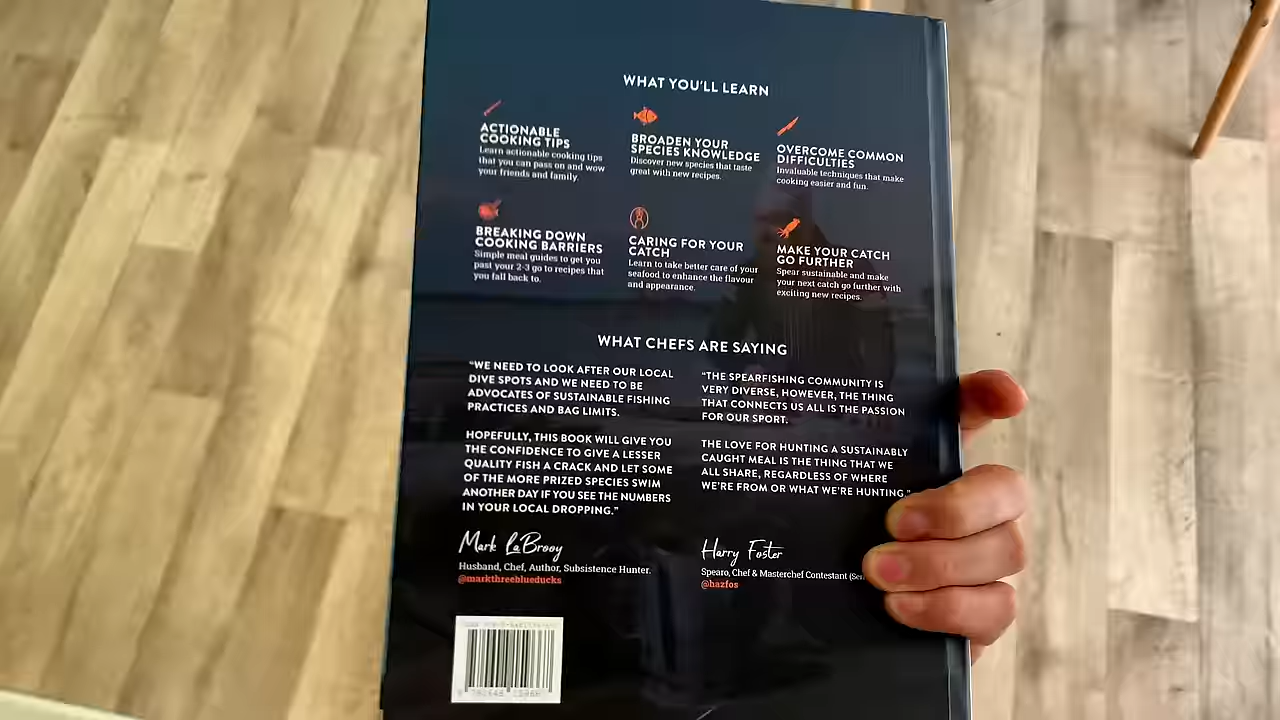 WHAT YOU'LL LEARN
ACTIONABLE
COOKING TIPS
Learn actionable cooking tips
that you can pass on and wow
your friends and family.
BROADEN YOUR
SPECIES KNOWLEDGE
Discover new species that taste
great with new recipes.
OVERCOME COMMON
DIFFICULTIES
Invaluable techniques that make
cooking easier and fun.
BREAKING DOWN
COOKING BARRIERS
Simple meal guides to get you
past your 2-3 go to recipes that
you fall back to.
CARING FOR YOUR
CATCH
Learn to take better care of your
seafood to enhance the flavour
and appearance.
MAKE YOUR CATCH
GO FURTHER
Spear sustainable and make
your next catch go further with
exciting new recipes.
WHAT CHEFS ARE SAYING
"WE NEED TO LOOK AFTER OUR LOCAL
DIVE SPOTS AND WE NEED TO BE
ADVOCATES OF SUSTAINABLE FISHING
PRACTICES AND BAG LIMITS.
HOPEFULLY, THIS BOOK WILL GIVE YOU
THE CONFIDENCE TO GIVE A LESSER
QUALITY FISH A CRACK AND LET SOME
OF THE MORE PRIZED SPECIES SWIM
ANOTHER DAY IF YOU SEE THE NUMBERS
IN YOUR LOCAL DROPPING."
Mark LaBrooy
Husband, Chef, Author, Subsistence Hunter.
@markthreeblueducks
"THE SPEARFISHING COMMUNITY IS
VERY DIVERSE, HOWEVER, THE THING
THAT CONNECTS US ALL IS THE PASSION
FOR OUR SPORT.
THE LOVE FOR HUNTING A SUSTAINABLY
CAUGHT MEAL IS THE THING THAT WE
ALL SHARE, REGARDLESS OF WHERE
WE'RE FROM OR WHAT WE'RE HUNTING."
Harry Foster
Spearo, Chef & Masterchef Contestant
@hazfos